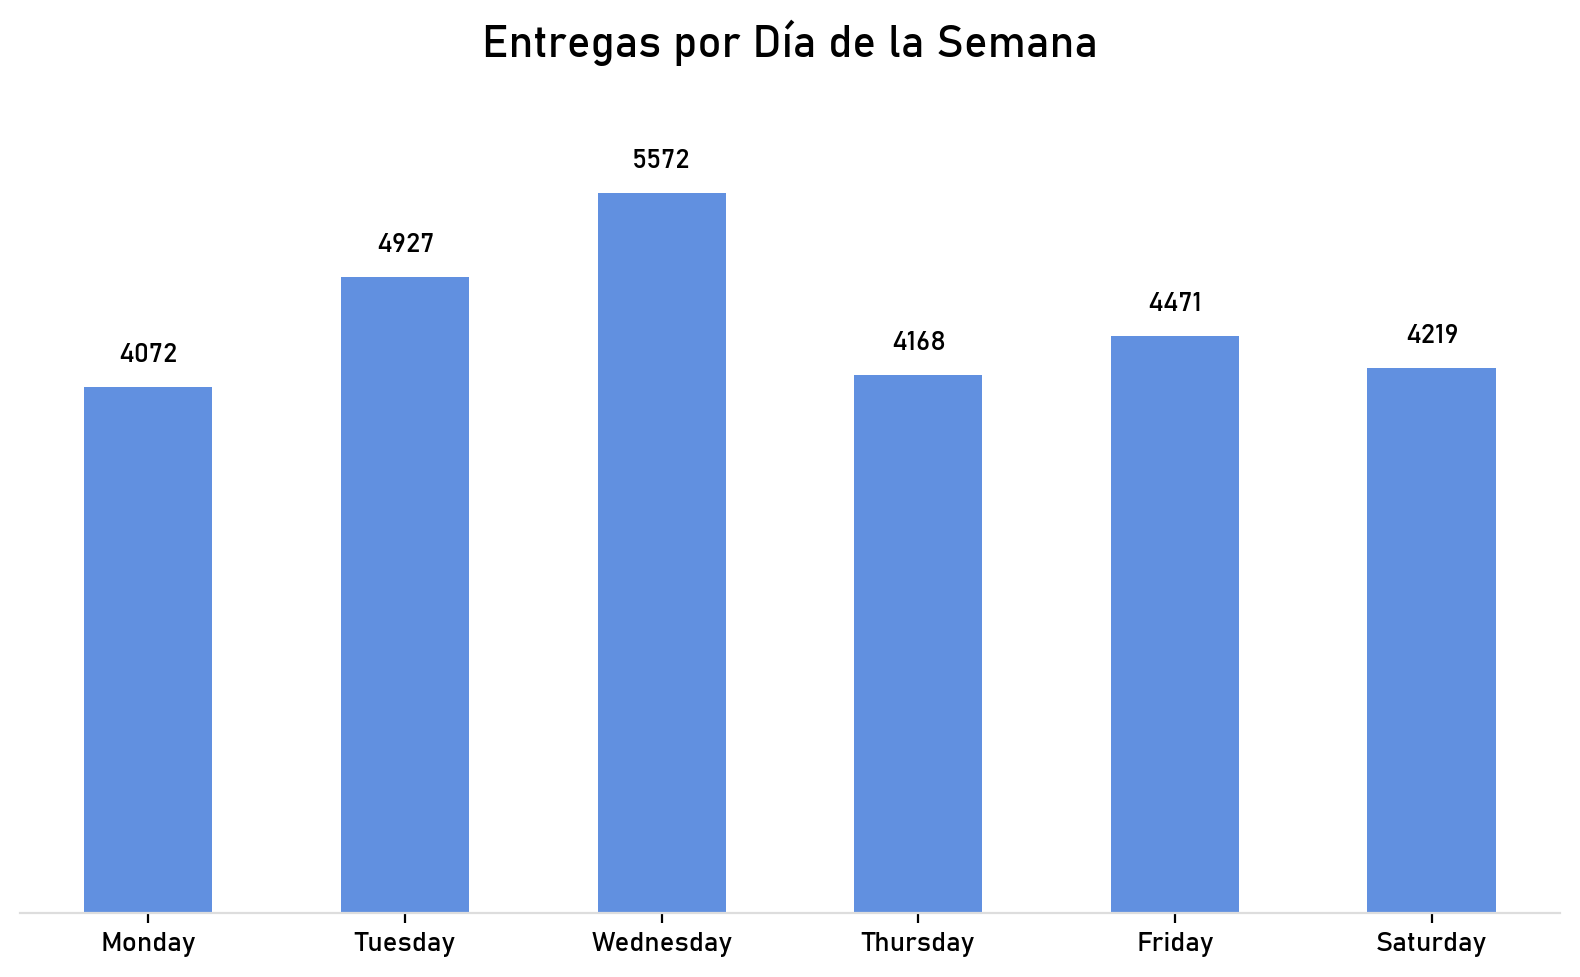 Entregas por Día de la Semana
5572
4927
4471
4219
4168
4072
Monday
Tuesday
Wednesday
Thursday
Friday
Saturday